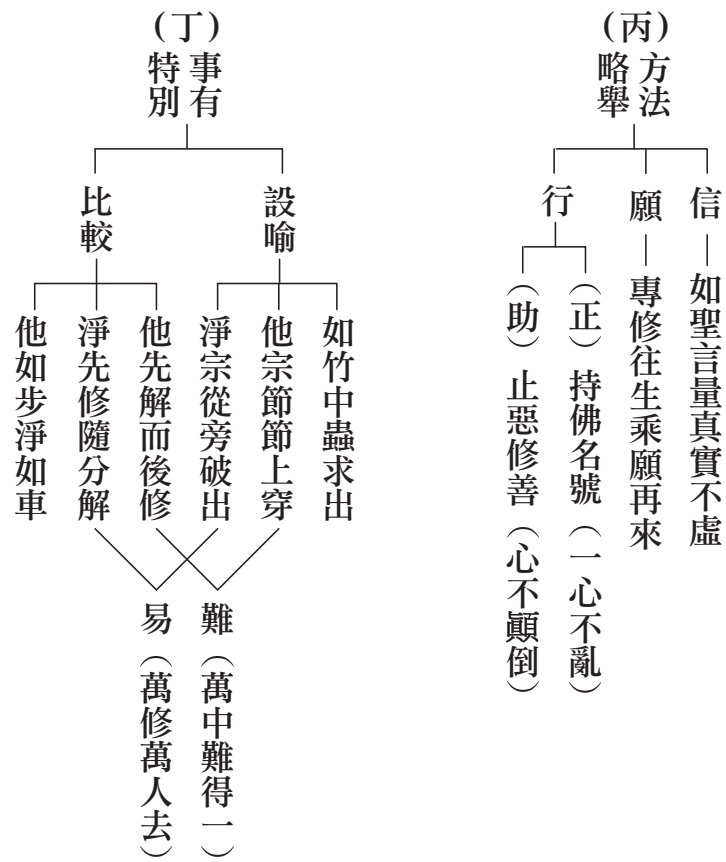 (丙)
方法
略舉
信
如聖言量真實不虛
願
專修往生乘願再來
行
(正) 持佛名號 (一心不亂)
(助) 止惡修善 (心不顚倒)
(丁)
事有
特別
設喻
如竹中蟲求出
他宗節節上穿
淨宗從旁破出
比較
他先解而後修
淨先修隨分解
他如步淨如車
難 (萬中難得一)
易 (萬修萬人去)